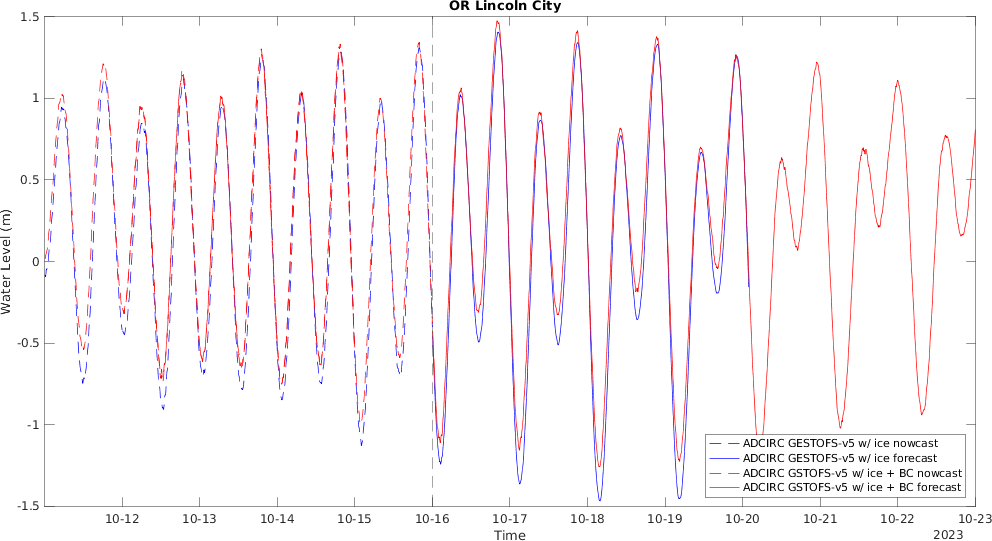 OR Lincoln City
1.5
1
0.5
0
-0.5
-1
-1.5
Water Level (m)
10-12 10-13 10-14 10-15 10-16 10-17 10-18 10-19 10-20 10-21 10-22 10-23
2023
Time
ADCIRC GESTOFS-v5 w/ ice nowcast
ADCIRC GESTOFS-v5 w/ ice forecast
ADCIRC GSTOFS-v5 w/ ice + BC nowcast
ADCIRC GSTOFS-v5 w/ ice + BC forecast